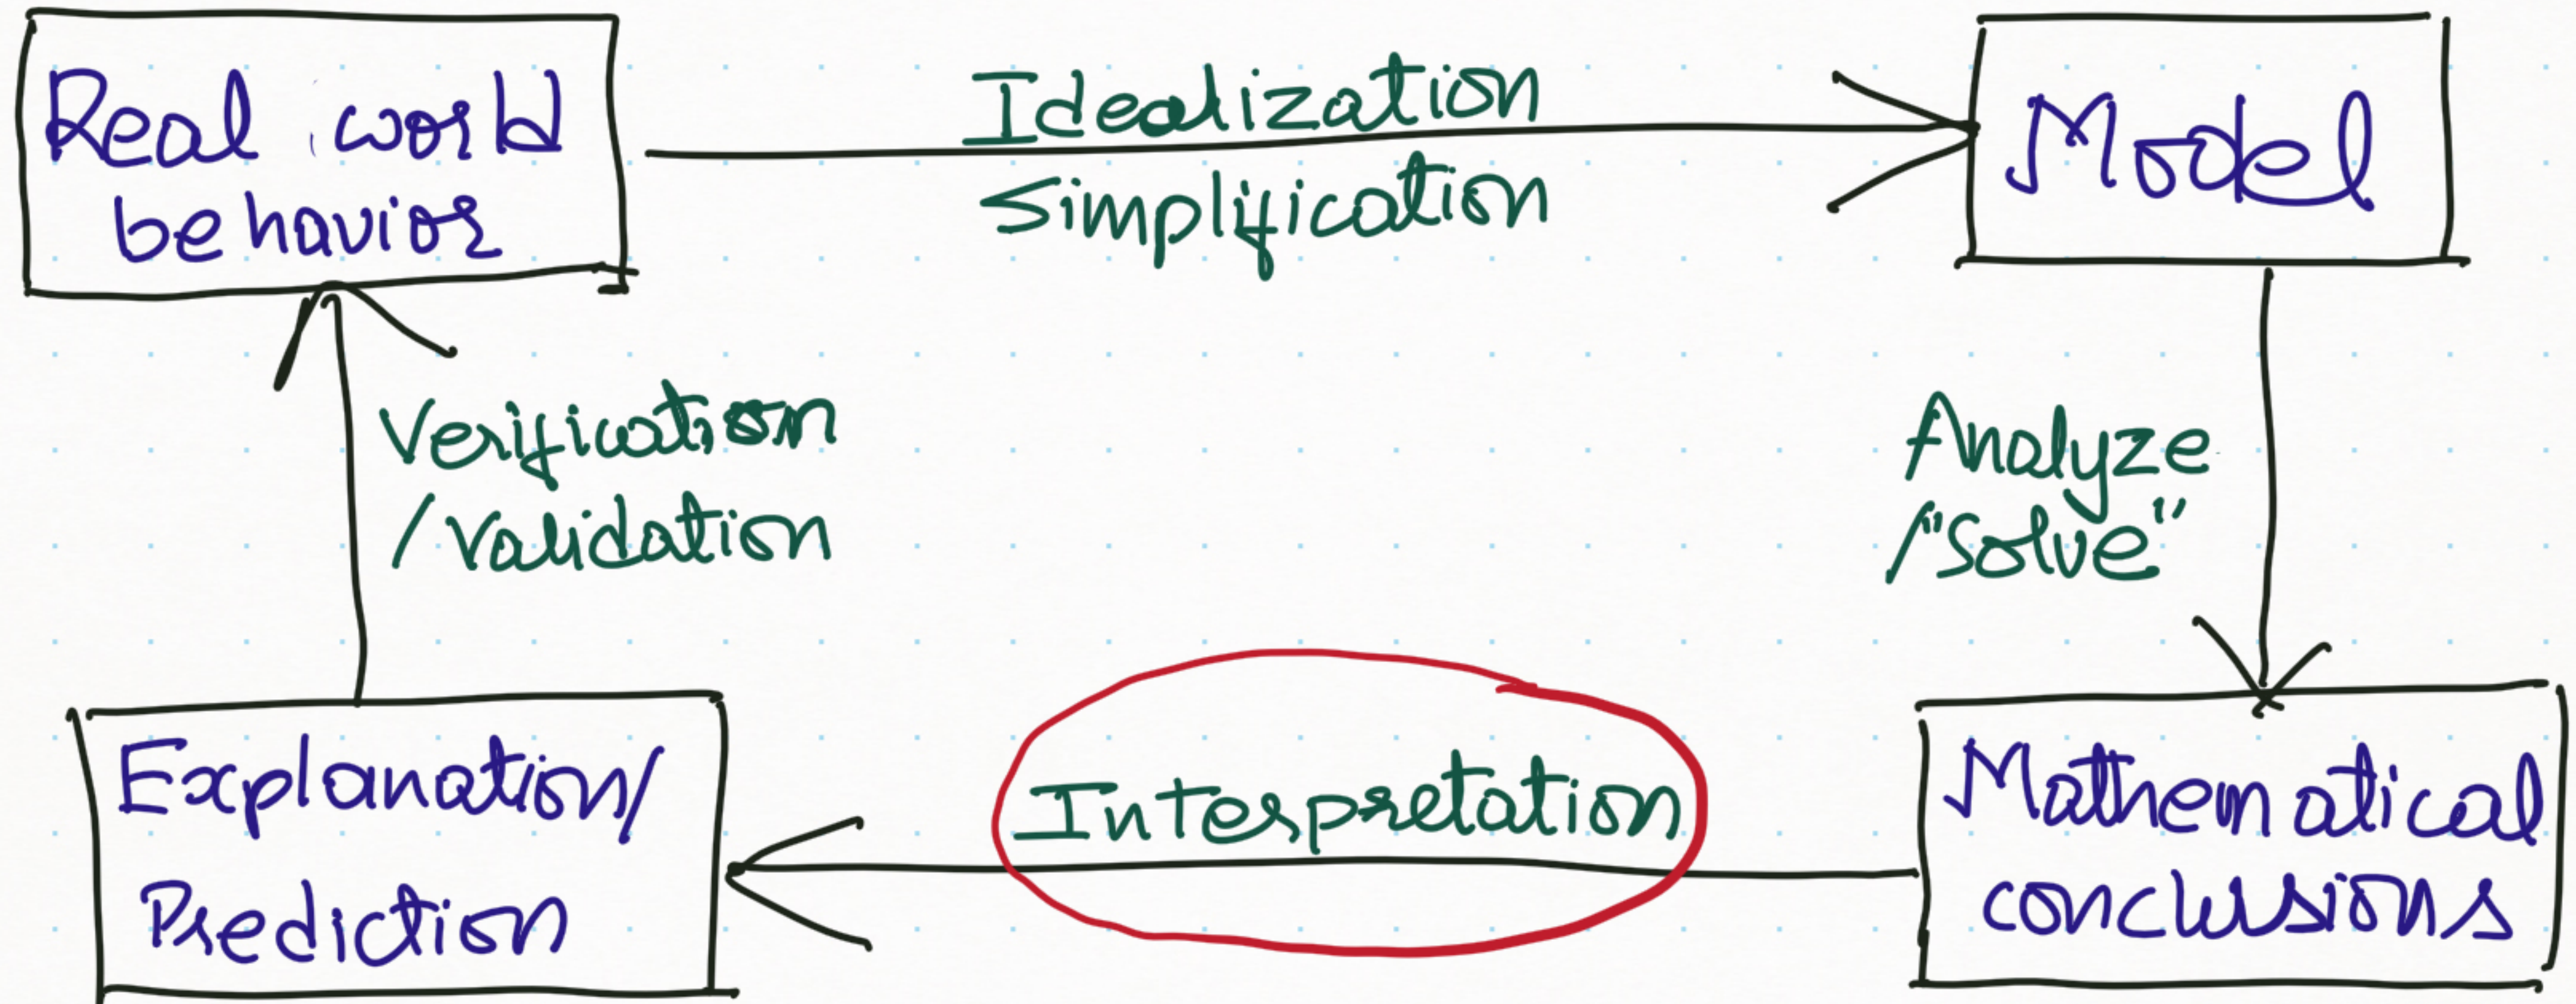 Real world
behavior
Idealization
Simplification
Model
Verification
/Validation
Analyze
/"Solve"
Explanation/
Prediction
Interpretation
Mathematical
conclusions